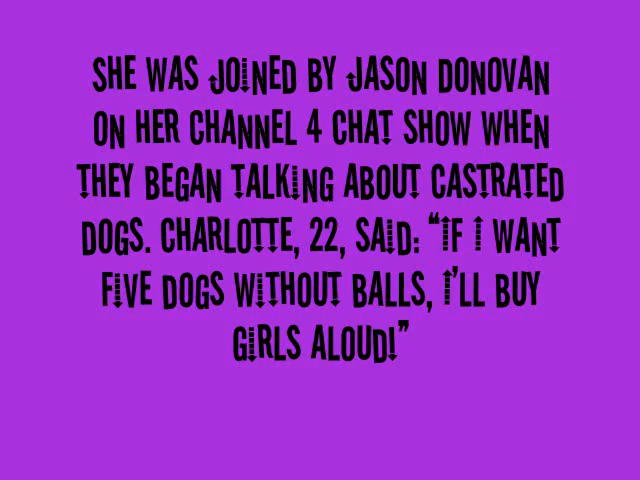 SHE WAS JOINED BY JASON DONOVAN
ON HER CHANNEL 4 CHAT SHOW WHEN
THEY BEGAN TALKING ABOUT CASTRATED
DOGS. CHARLOTTE, 22, SAID: “IF I WANT
FIVE DOGS WITHOUT BALLS, I’LL BUY
GIRLS ALOUD!”